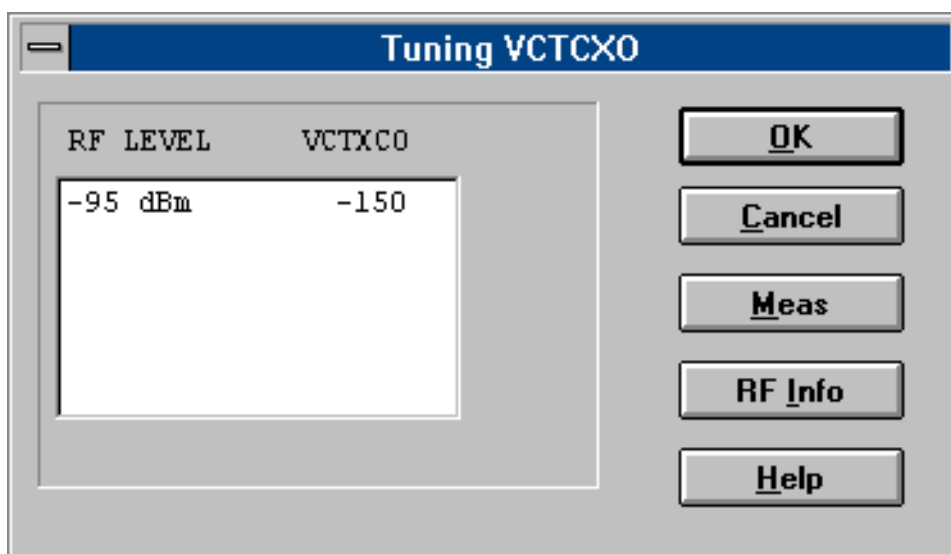 Tuning VCTCXO
RF LEVEL VCTXCO
-95 dBm -150
OK
Cancel
Meas
RF Info
Help